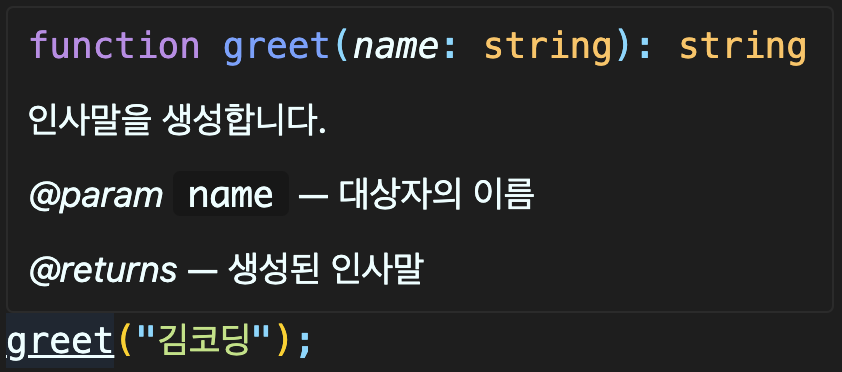 function greet(name: string): string
인사말을 생성합니다.
@param name — 대상자의 이름
@returns — 생성된 인사말
greet("김코딩");